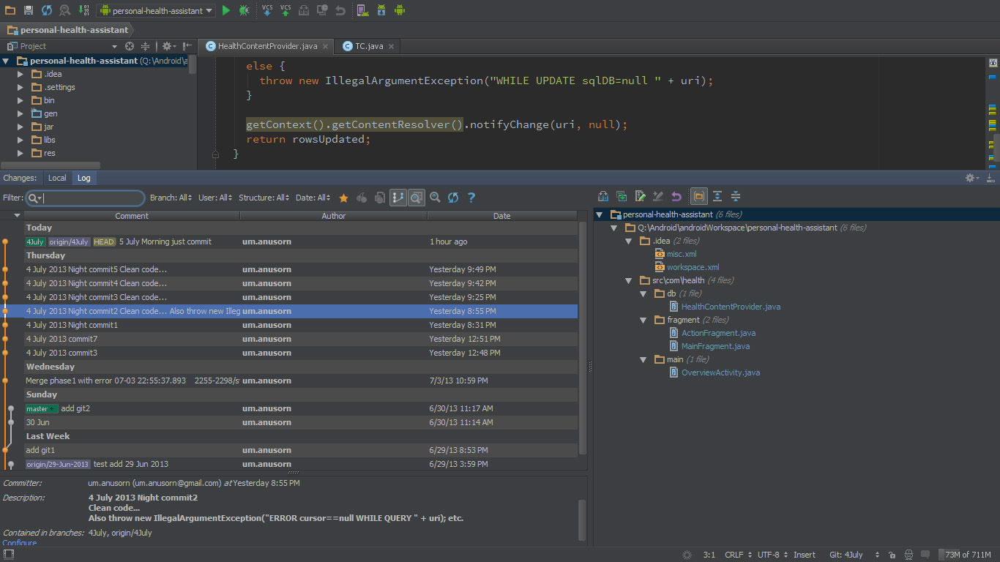 personal-health-assistant
VCS VCS
personal-health-assistant
Project
HealthContentProvider.java TC.java
personal-health-assistant (Q:\Android\a
.idea
.settings
bin
gen
jar
libs
res
else {
throw new IllegalArgumentException("WHILE UPDATE sqlDB=null " + uri);
}
getContext().getContentResolver().notifyChange(uri, null);
return rowsUpdated;
}
Changes: Local Log
Filter: Branch: All User: All Structure: All Date: All
Comment Author Date
Today
4July origin/4July HEAD 5 July Morning just commit um.anusorn 1 hour ago
Thursday
4 July 2013 Night commit5 Clean code... um.anusorn Yesterday 9:49 PM
4 July 2013 Night commit4 Clean code... um.anusorn Yesterday 9:42 PM
4 July 2013 Night commit3 Clean code... um.anusorn Yesterday 9:25 PM
4 July 2013 Night commit2 Clean code... Also throw new Illeg um.anusorn Yesterday 8:55 PM
4 July 2013 Night commit1 um.anusorn Yesterday 8:31 PM
4 July 2013 commit7 um.anusorn Yesterday 12:51 PM
4 July 2013 commit3 um.anusorn Yesterday 12:48 PM
Wednesday
Merge phase1 with error 07-03 22:55:37.893 2255-2298/s um.anusorn 7/3/13 10:59 PM
Sunday
master add git2 um.anusorn 6/30/13 11:17 AM
30 Jun um.anusorn 6/30/13 11:14 AM
Last Week
add git1 um.anusorn 6/29/13 8:53 PM
origin/29-Jun-2013 test add 29 Jun 2013 um.anusorn 6/29/13 3:59 PM
personal-health-assistant (6 files)
Q:\Android\androidWorkspace\personal-health-assistant (6 files)
.idea (2 files)
misc.xml
workspace.xml
src\com\health (4 files)
db (1 file)
HealthContentProvider.java
fragment (2 files)
ActionFragment.java
MainFragment.java
main (1 file)
OverviewActivity.java
Committer: um.anusorn (um.anusorn@gmail.com) at Yesterday 8:55 PM
Description: 4 July 2013 Night commit2
Clean code...
Also throw new IllegalArgumentException("ERROR cursor==null WHILE QUERY " + uri); etc.
Contained in branches: 4July, origin/4July
Configure
3:1 CRLF UTF-8 Insert Git: 4July 73M of 711M